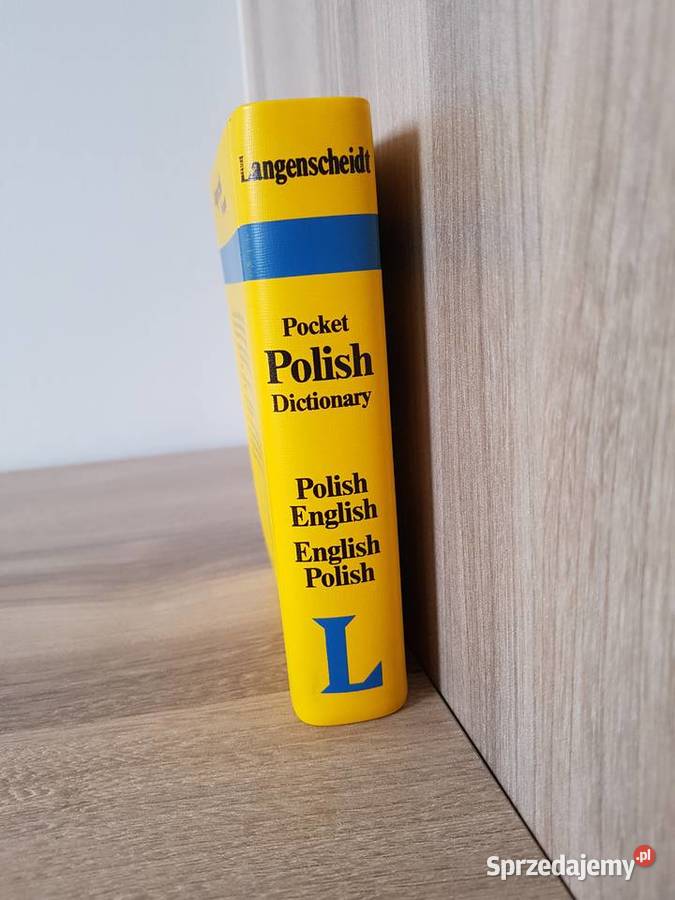 Langenscheidt
Pocket
Polish
Dictionary
Polish
English
English
Polish
L
Sprzedajemy.pl